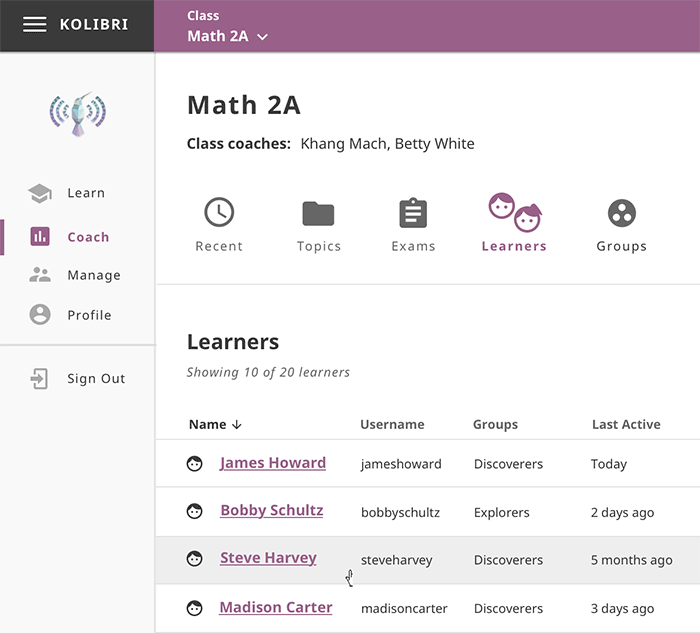 KOLIBRI
Class
Math 2A
Math 2A
Class coaches: Khang Mach, Betty White
Learn
Coach
Manage
Profile
Sign Out
Recent Topics Exams Learners Groups
Learners
Showing 10 of 20 learners
Name Username Groups Last Active
James Howard jameshoward Discoverers Today
Bobby Schultz bobbyschultz Explorers 2 days ago
Steve Harvey steveharvey Discoverers 5 months ago
Madison Carter madisoncarter Discoverers 3 days ago